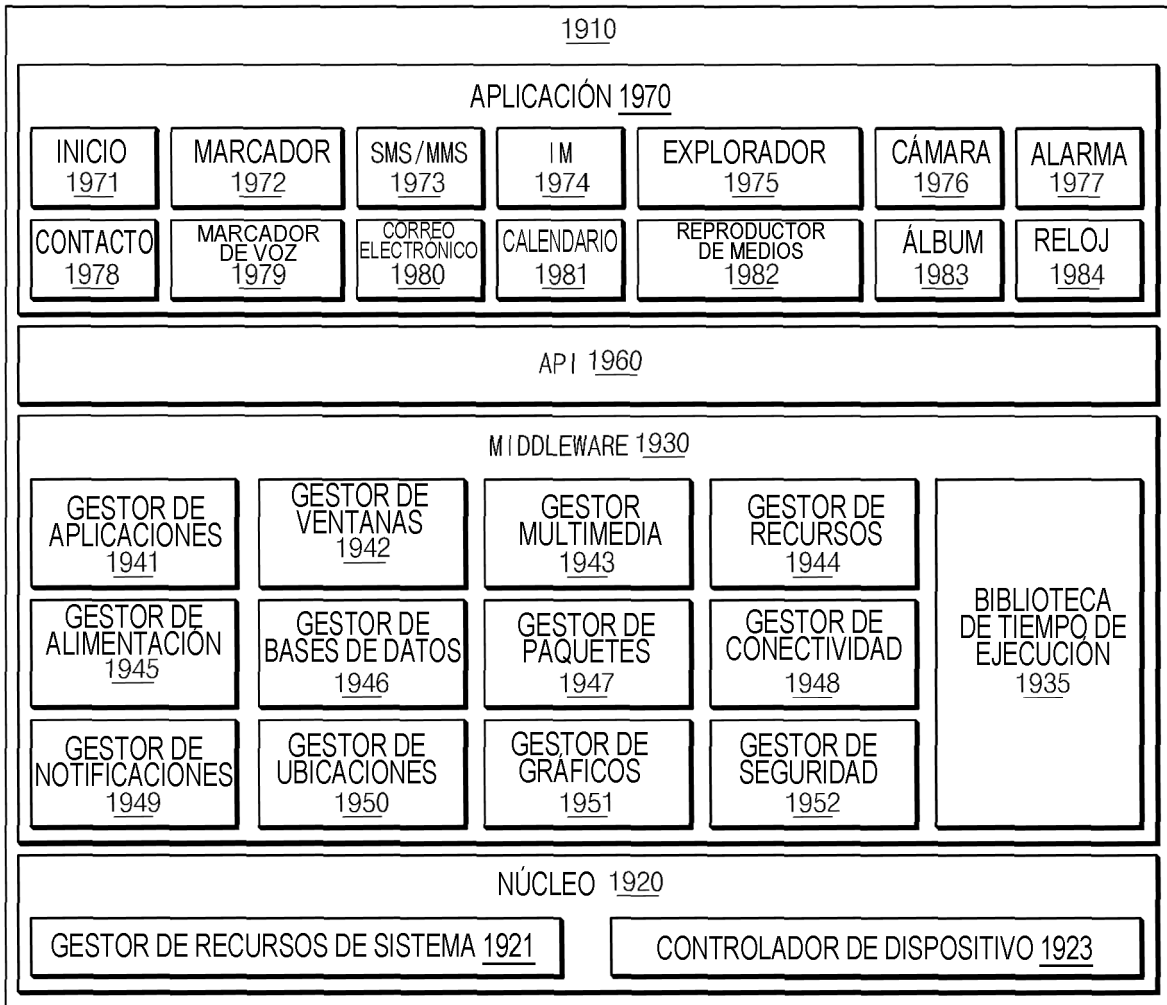 1910
APLICACIÓN 1970
INICIO
1971
MARCADOR
1972
SMS/MMS
1973
IM
1974
EXPLORADOR
1975
CÁMARA
1976
ALARMA
1977
CONTACTO
1978
MARCADOR
DE VOZ
1979
CORREO
ELECTRÓNICO
1980
CALENDARIO
1981
REPRODUCTOR
DE MEDIOS
1982
ÁLBUM
1983
RELOJ
1984
API 1960
MIDDLEWARE 1930
GESTOR DE
APLICACIONES
1941
GESTOR DE
VENTANAS
1942
GESTOR
MULTIMEDIA
1943
GESTOR DE
RECURSOS
1944
GESTOR DE
ALIMENTACIÓN
1945
GESTOR DE
BASES DE DATOS
1946
GESTOR DE
PAQUETES
1947
GESTOR DE
CONECTIVIDAD
1948
GESTOR DE
NOTIFICACIONES
1949
GESTOR DE
UBICACIONES
1950
GESTOR DE
GRÁFICOS
1951
GESTOR DE
SEGURIDAD
1952
BIBLIOTECA
DE TIEMPO DE
EJECUCIÓN
1935
NÚCLEO 1920
GESTOR DE RECURSOS DE SISTEMA 1921
CONTROLADOR DE DISPOSITIVO 1923